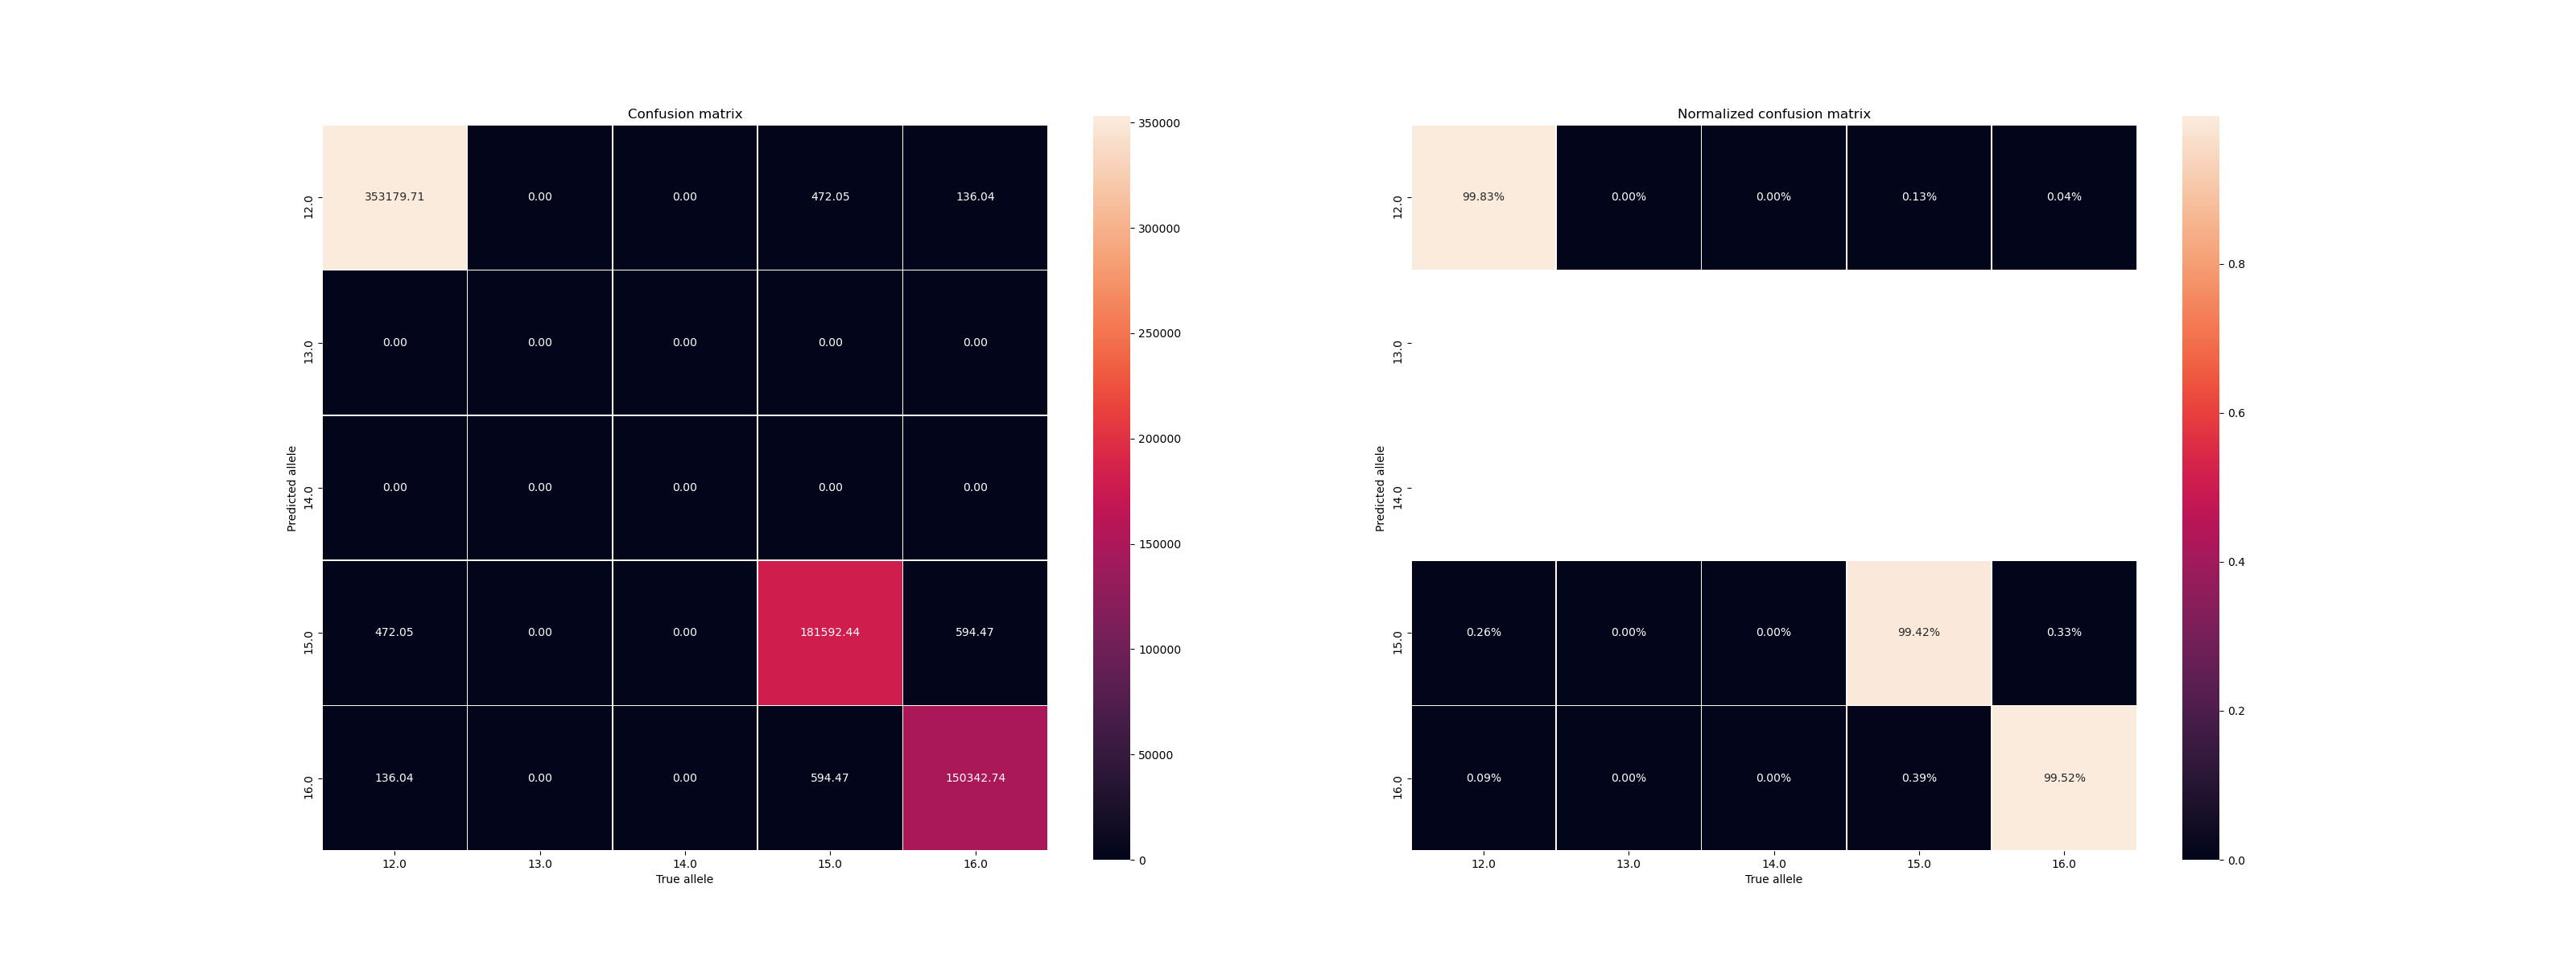 Confusion matrix
350000
300000
250000
200000
150000
100000
50000
0
Predicted allele
12.0
353179.71 0.00 0.00 472.05 136.04
13.0
0.00 0.00 0.00 0.00 0.00
14.0
0.00 0.00 0.00 0.00 0.00
15.0
472.05 0.00 0.00 181592.44 594.47
16.0
136.04 0.00 0.00 594.47 150342.74
12.0 13.0 14.0 15.0 16.0
True allele
Normalized confusion matrix
0.8
0.6
0.4
0.2
0.0
Predicted allele
12.0
99.83% 0.00% 0.00% 0.13% 0.04%
13.0
14.0
15.0
0.26% 0.00% 0.00% 99.42% 0.33%
16.0
0.09% 0.00% 0.00% 0.39% 99.52%
12.0 13.0 14.0 15.0 16.0
True allele